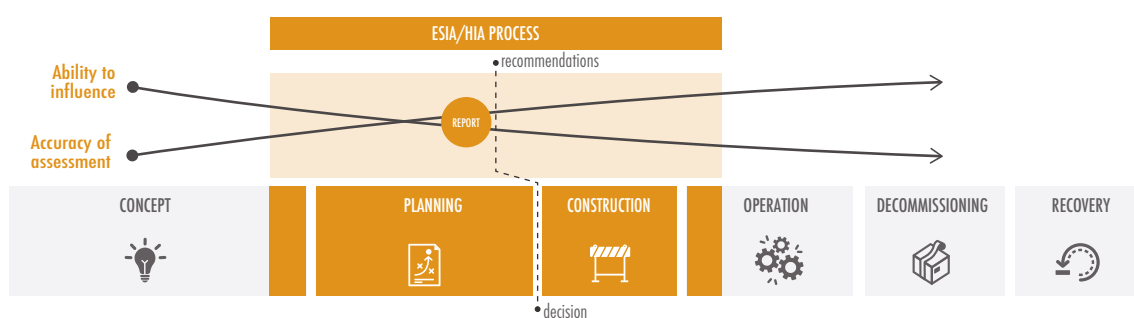 ESIA/HIA PROCESS
recommendations
Ability to
influence
REPORT
Accuracy of
assessment
CONCEPT
PLANNING
CONSTRUCTION
OPERATION
DECOMMISSIONING
RECOVERY
decision